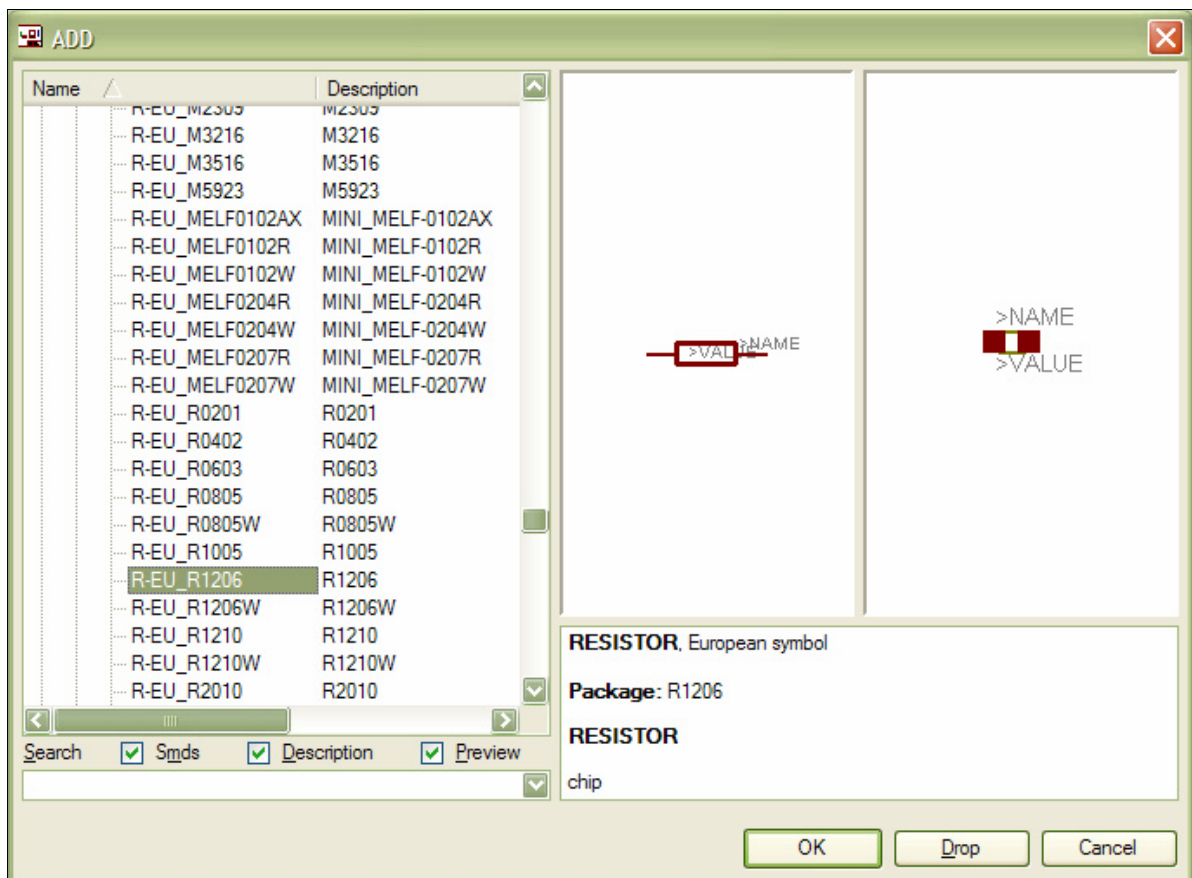 ADD
Name Description
R-EU_M2309 M2309
R-EU_M3216 M3216
R-EU_M3516 M3516
R-EU_M5923 M5923
R-EU_MELF0102AX MINI_MELF-0102AX
R-EU_MELF0102R MINI_MELF-0102R
R-EU_MELF0102W MINI_MELF-0102W
R-EU_MELF0204R MINI_MELF-0204R
R-EU_MELF0204W MINI_MELF-0204W
R-EU_MELF0207R MINI_MELF-0207R
R-EU_MELF0207W MINI_MELF-0207W
R-EU_R0201 R0201
R-EU_R0402 R0402
R-EU_R0603 R0603
R-EU_R0805 R0805
R-EU_R0805W R0805W
R-EU_R1005 R1005
R-EU_R1206 R1206
R-EU_R1206W R1206W
R-EU_R1210 R1210
R-EU_R1210W R1210W
R-EU_R2010 R2010
Search Smds Description Preview
>NAME
>VALUE
>NAME
>VALUE
RESISTOR, European symbol
Package: R1206
RESISTOR
chip
OK Drop Cancel